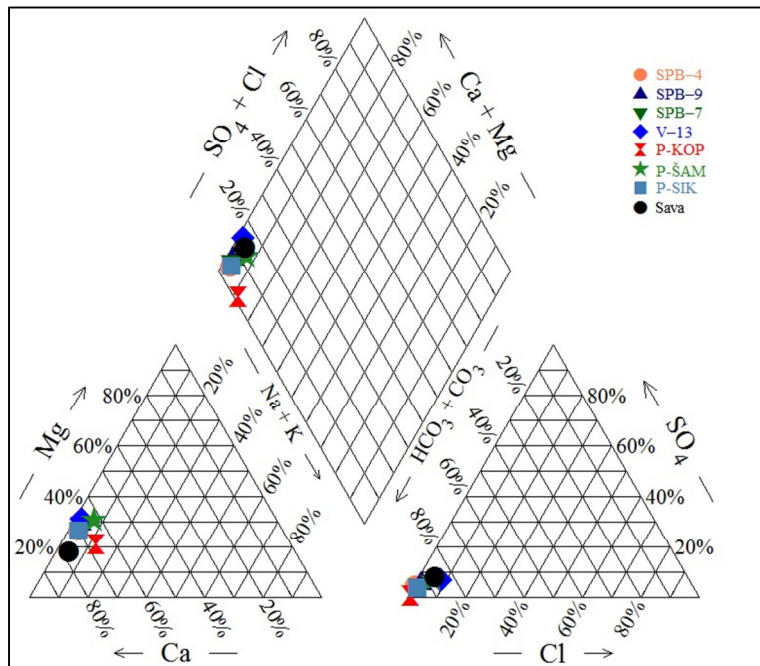 80%
80%
SO4 + Cl
Ca + Mg
60%
60%
40%
40%
20%
20%
SPB–4
SPB–9
SPB–7
V–13
P-KOP
P-ŠAM
P-SIK
Sava
Mg
Na + K
HCO3 + CO3
SO4
80%
60%
40%
20%
20%
40%
60%
80%
80%
60%
40%
20%
Ca
20%
40%
60%
80%
80%
60%
40%
20%
20%
40%
60%
80%
Cl